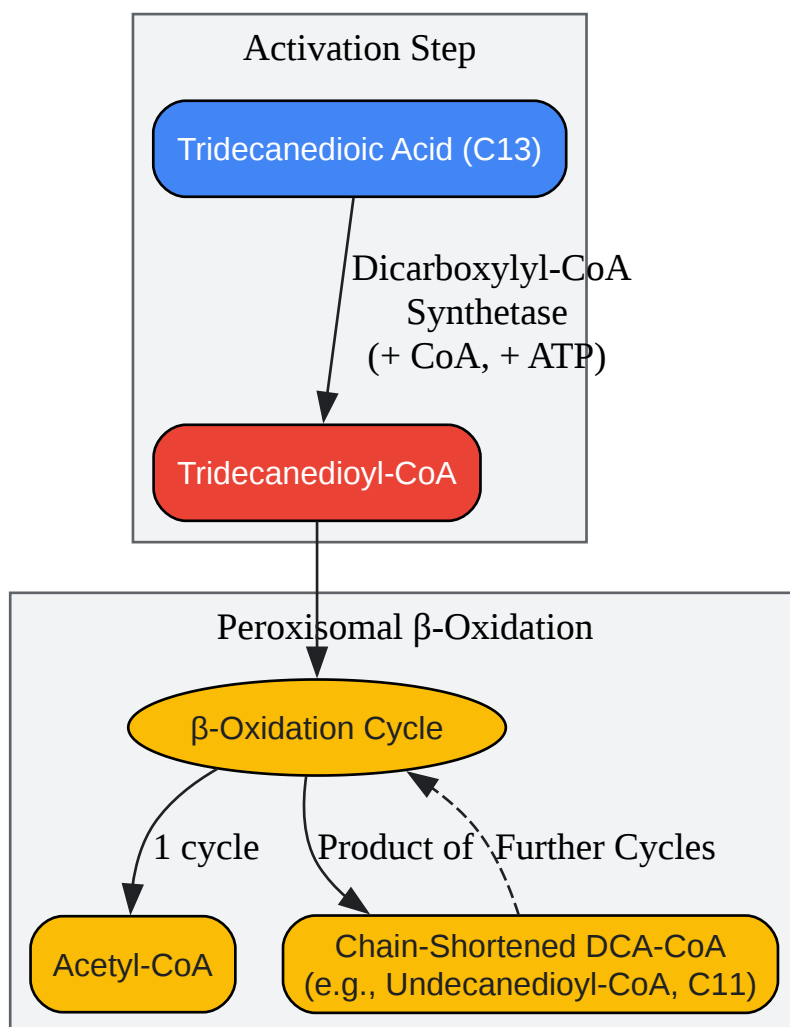 Activation Step
Tridecanedioic Acid (C13)
Dicarboxylyl-CoA
Synthetase
(+ CoA, + ATP)
Tridecanedioyl-CoA
Peroxisomal β-Oxidation
β-Oxidation Cycle
1 cycle
Product of
Further Cycles
Acetyl-CoA
Chain-Shortened DCA-CoA
(e.g., Undecanedioyl-CoA, C11)